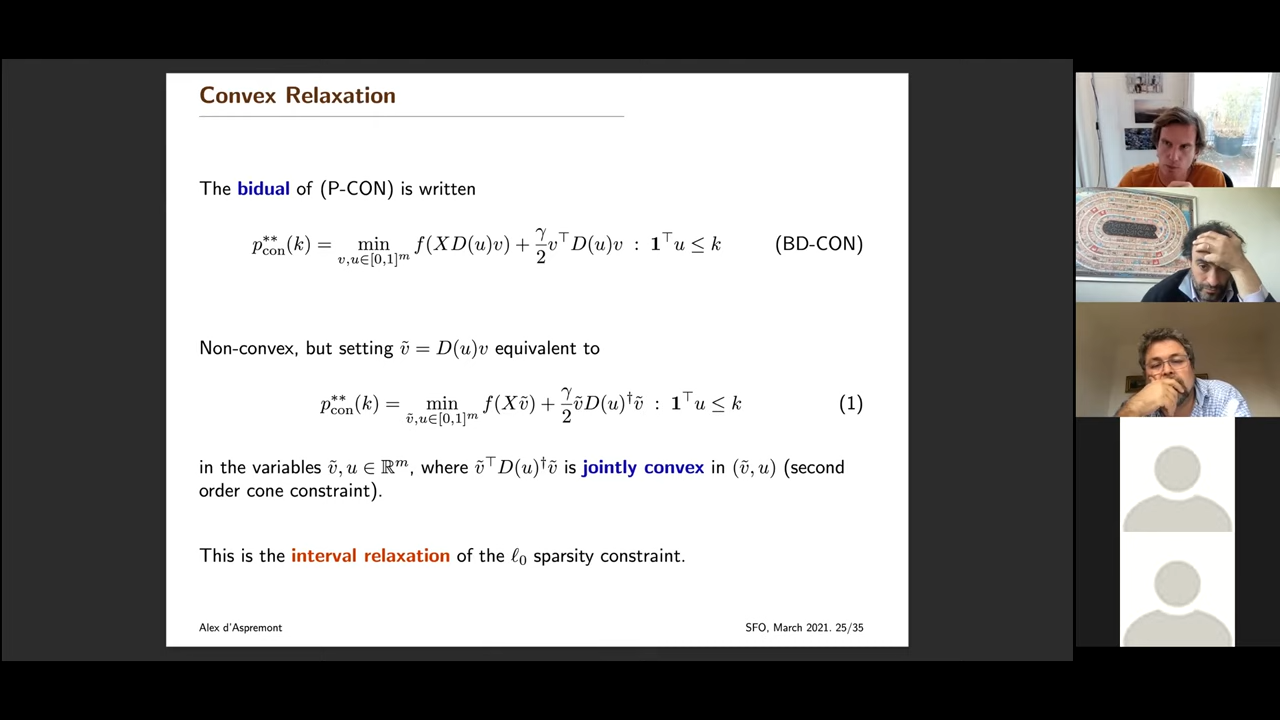 Convex Relaxation
The bidual of (P-CON) is written
p**con(k) = min v,u∈[0,1]^m f(XD(u)v) + γ/2 v^⊤D(u)v : 1^⊤u ≤ k (BD-CON)
Non-convex, but setting ṽ = D(u)v equivalent to
p**con(k) = min ṽ,u∈[0,1]^m f(Xṽ) + γ/2 ṽD(u)^†ṽ : 1^⊤u ≤ k (1)
in the variables ṽ, u ∈ ℝ^m, where ṽ^⊤D(u)^†ṽ is jointly convex in (ṽ, u) (second
order cone constraint).
This is the interval relaxation of the ℓ₀ sparsity constraint.
Alex d'Aspremont
SFO, March 2021. 25/35